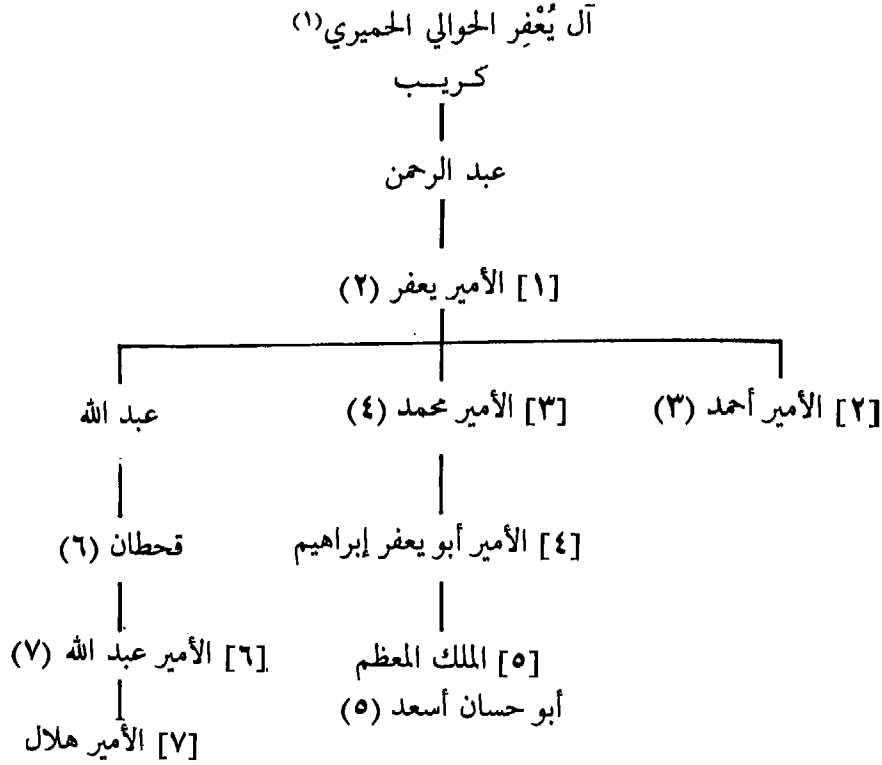 آل يُعْفِر الحوالي الحميري(١)
كريب
عبد الرحمن
[١] الأمير يعفر (٢)
[٢] الأمير أحمد (٣)
[٣] الأمير محمد (٤)
عبد الله
[٤] الأمير أبو يعفر إبراهيم
قحطان (٦)
[٥] الملك المعظم
أبو حسان أسعد (٥)
[٦] الأمير عبد الله (٧)
[٧] الأمير هلال